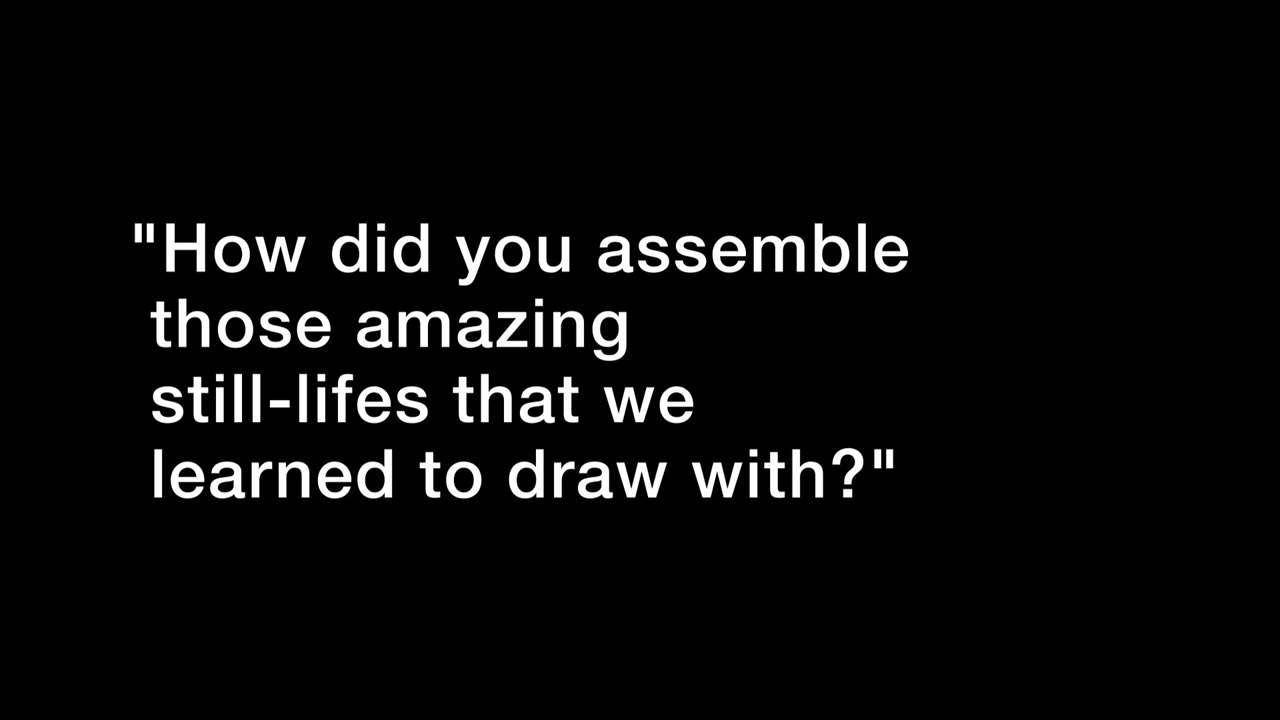 "How did you assemble
those amazing
still-lifes that we
learned to draw with?"